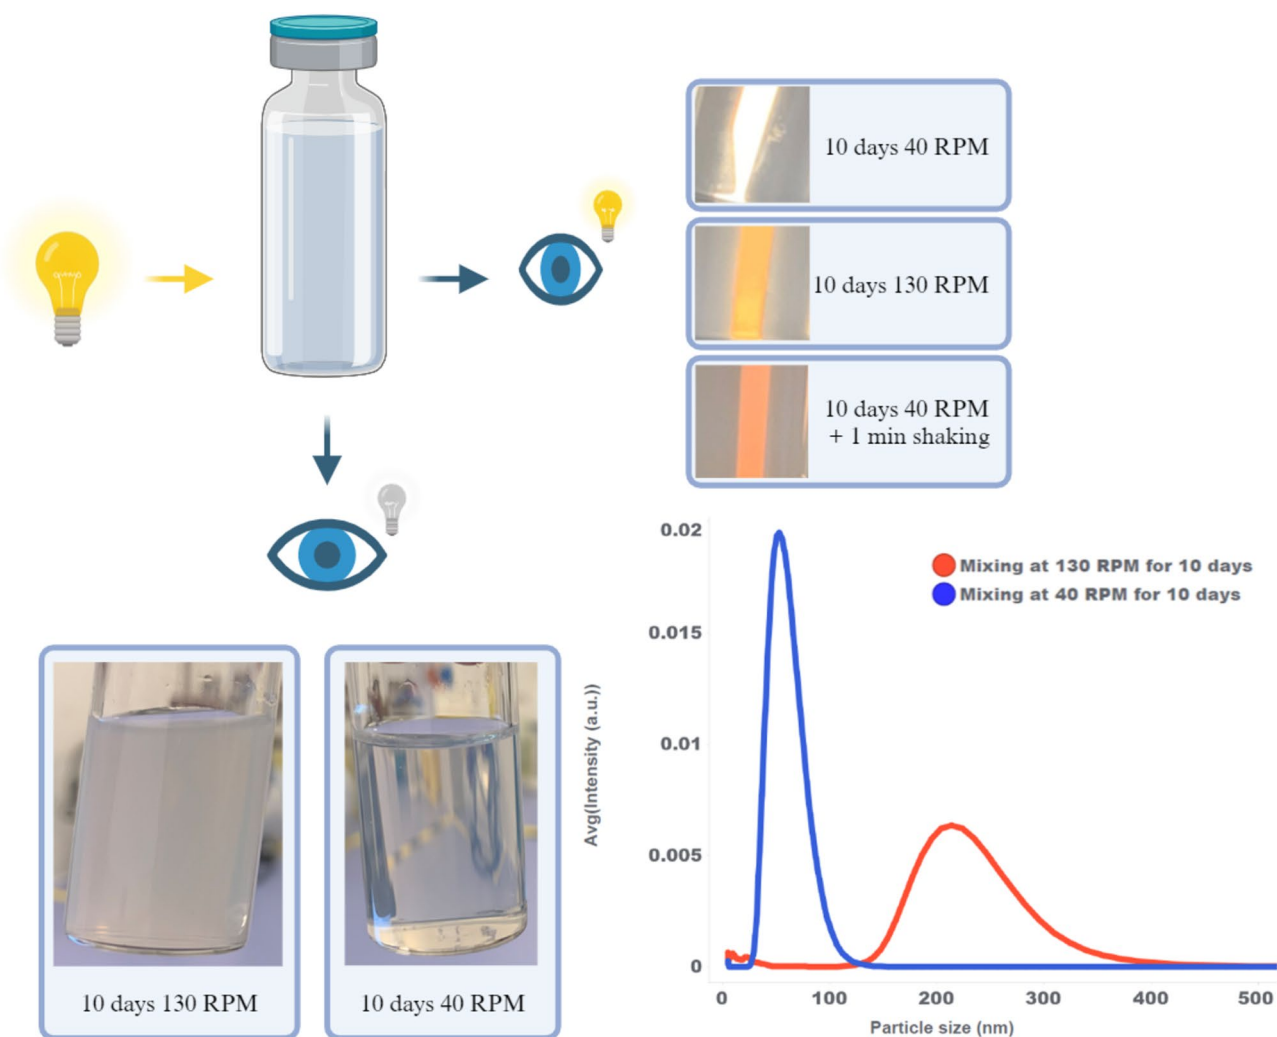 10 days 40 RPM
10 days 130 RPM
10 days 40 RPM
+ 1 min shaking
10 days 130 RPM
10 days 40 RPM
Mixing at 130 RPM for 10 days
Mixing at 40 RPM for 10 days
Avg(Intensity (a.u.))
0.02
0.015
0.01
0.005
0
0 100 200 300 400 500
Particle size (nm)